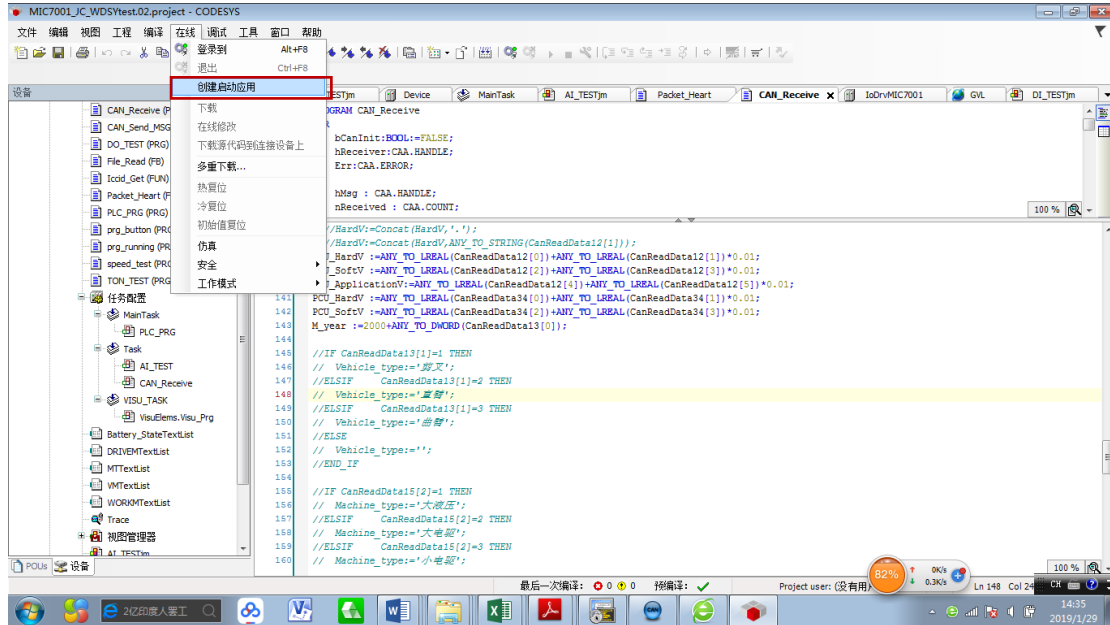 MIC7001_JC_WDSYtest.02.project - CODESYS
文件 编辑 视图 工程 编译 在线 调试 工具 窗口 帮助
登录到 Alt+F8
退出 Ctrl+F8
创建启动应用
下载
在线修改
下载源代码到连接设备上
多重下载...
热复位
冷复位
初始值复位
仿真
安全
工作模式
设备
CAN_Receive (P
CAN_Send_MSG
DO_TEST (PRG)
File_Read (FB)
Iccid_Get (FUN)
Packet_Heart (F
PLC_PRG (PRG)
prg_button (PRG
prg_running (PR
speed_test (PRG
TON_TEST (PRG
任务配置
MainTask
PLC_PRG
Task
AI_TEST
CAN_Receive
VISU_TASK
VisuElems.Visu_Prg
Battery_StateTextList
DRIVEMTextList
MTTextList
VMTextList
WORKMTextList
Trace
视图管理器
AI_TESTjm
POUs 设备
ESTjm Device MainTask AI_TESTjm Packet_Heart CAN_Receive X IoDrvMIC7001 GVL DI_TESTjm
OGRAM CAN_Receive
R
bCanInit:BOOL:=FALSE;
hReceiver:CAA.HANDLE;
Err:CAA.ERROR;
hMsg : CAA.HANDLE;
nReceived : CAA.COUNT;
100 %
//HardV:=Concat(HardV,'.');
//HardV:=Concat(HardV,ANY_TO_STRING(CanReadData12[1]));
U_HardV :=ANY_TO_LREAL(CanReadData12[0])+ANY_TO_LREAL(CanReadData12[1])*0.01;
U_SoftV :=ANY_TO_LREAL(CanReadData12[2])+ANY_TO_LREAL(CanReadData12[3])*0.01;
U_ApplicationV:=ANY_TO_LREAL(CanReadData12[4])+ANY_TO_LREAL(CanReadData12[5])*0.01;
141 PCU_HardV :=ANY_TO_LREAL(CanReadData34[0])+ANY_TO_LREAL(CanReadData34[1])*0.01;
142 PCU_SoftV :=ANY_TO_LREAL(CanReadData34[2])+ANY_TO_LREAL(CanReadData34[3])*0.01;
143 M_year :=2000+ANY_TO_DWORD(CanReadData13[0]);
144
145 //IF CanReadData13[1]=1 THEN
146 // Vehicle_type:='剪叉';
147 //ELSIF CanReadData13[1]=2 THEN
148 // Vehicle_type:='直臂';
149 //ELSIF CanReadData13[1]=3 THEN
150 // Vehicle_type:='曲臂';
151 //ELSE
152 // Vehicle_type:='';
153 //END_IF
154
155 //IF CanReadData15[2]=1 THEN
156 // Machine_type:='大液压';
157 //ELSIF CanReadData15[2]=2 THEN
158 // Machine_type:='大电驱';
159 //ELSIF CanReadData15[2]=3 THEN
160 // Machine_type:='小电驱';
100 %
最后一次编译: 0 0 预编译: Project user: (没有用户 Ln 148 Col 24 CH
82% 0K/s
0.3K/s
2亿印度人罢工
14:35
2019/1/29